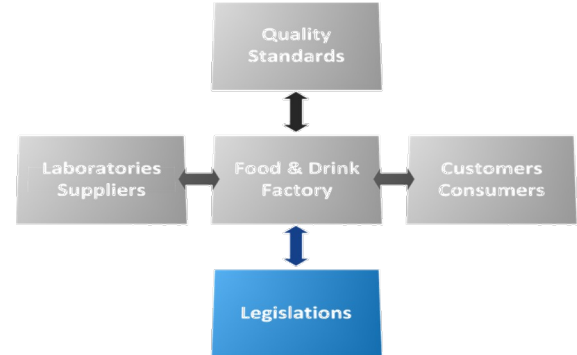 Quality
Standards
Laboratories
Suppliers
Food & Drink
Factory
Customers
Consumers
Legislations